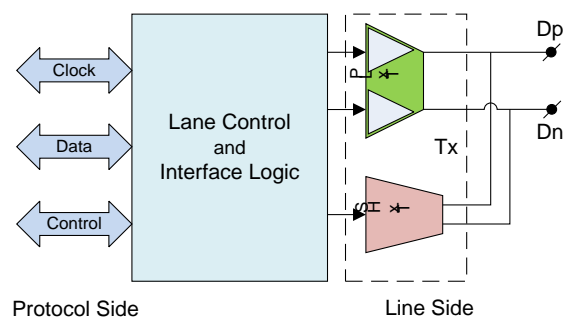 Clock
Data
Control
Lane Control
and
Interface Logic
Tx
Dp
Dn
Protocol Side
Line Side